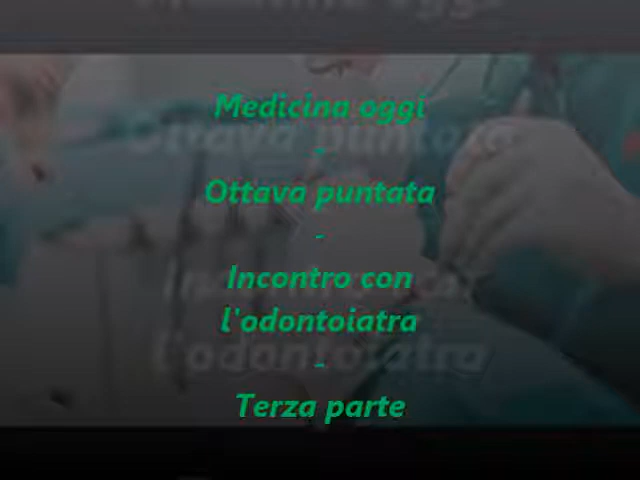 Medicina oggi
-
Ottava puntata
-
Incontro con
l'odontoiatra
-
Terza parte